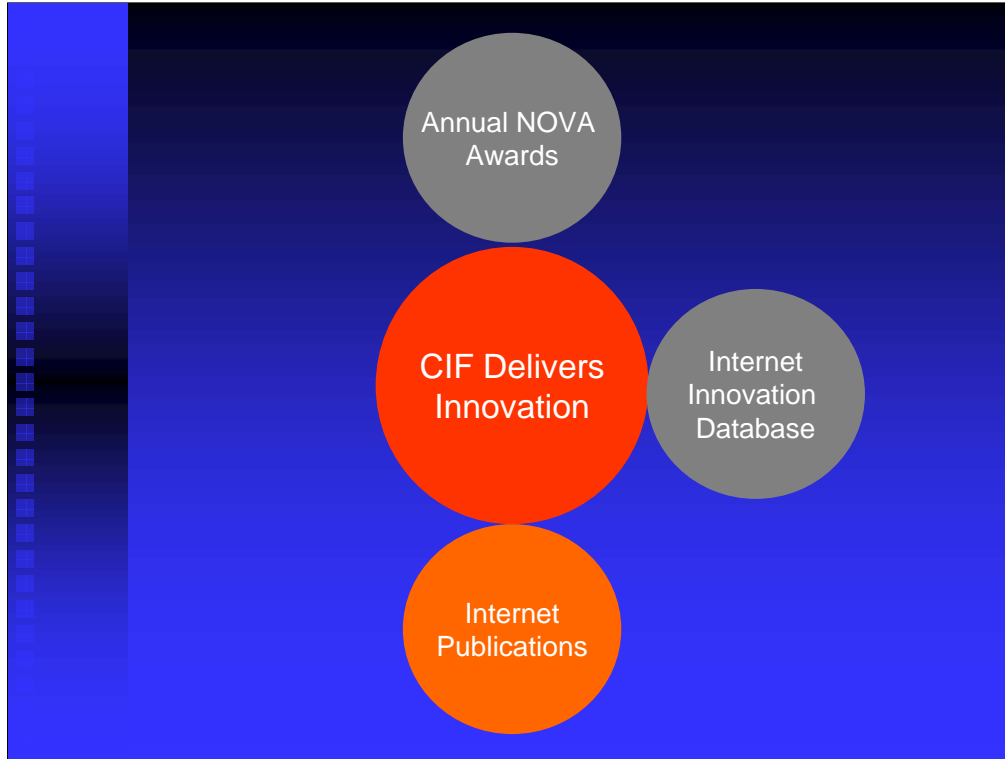 Annual NOVA
Awards
CIF Delivers
Innovation
Internet
Innovation
Database
Internet
Publications